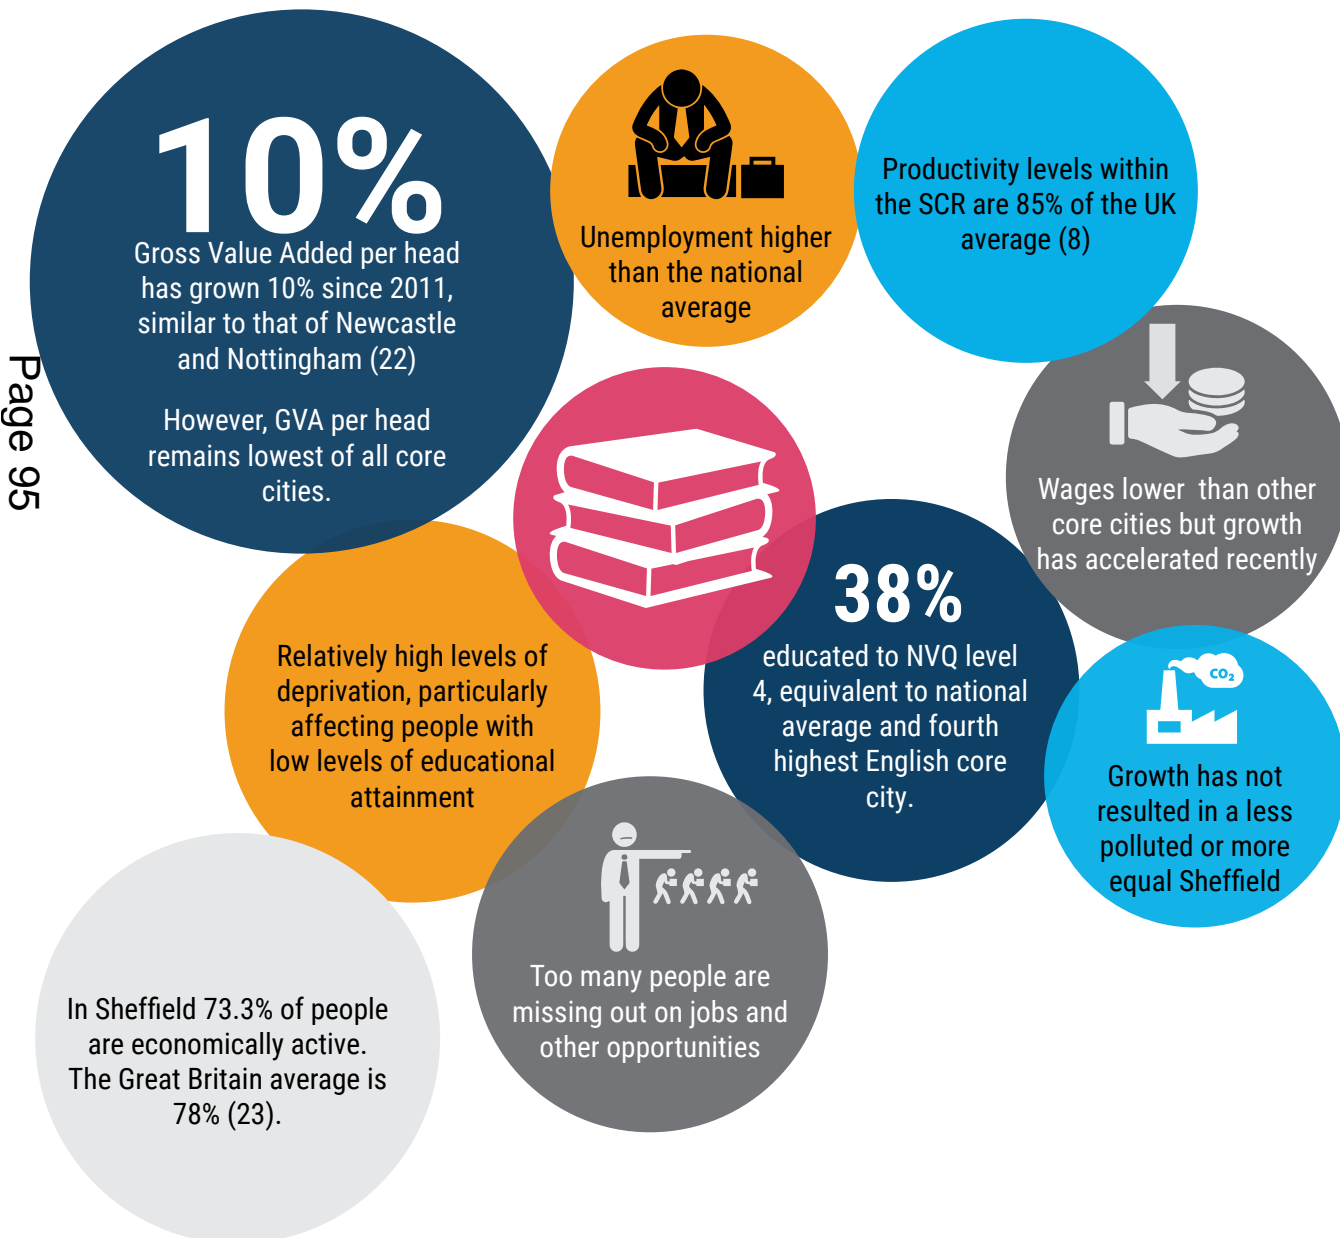 10%
Gross Value Added per head
has grown 10% since 2011,
similar to that of Newcastle
and Nottingham (22)
However, GVA per head
remains lowest of all core
cities.
Unemployment higher
than the national
average
Productivity levels within
the SCR are 85% of the UK
average (8)
Wages lower than other
core cities but growth
has accelerated recently
Page 95
38%
educated to NVQ level
4, equivalent to national
average and fourth
highest English core
city.
Relatively high levels of
deprivation, particularly
affecting people with
low levels of educational
attainment
CO₂
Growth has not
resulted in a less
polluted or more
equal Sheffield
Too many people are
missing out on jobs and
other opportunities
In Sheffield 73.3% of people
are economically active.
The Great Britain average is
78% (23).